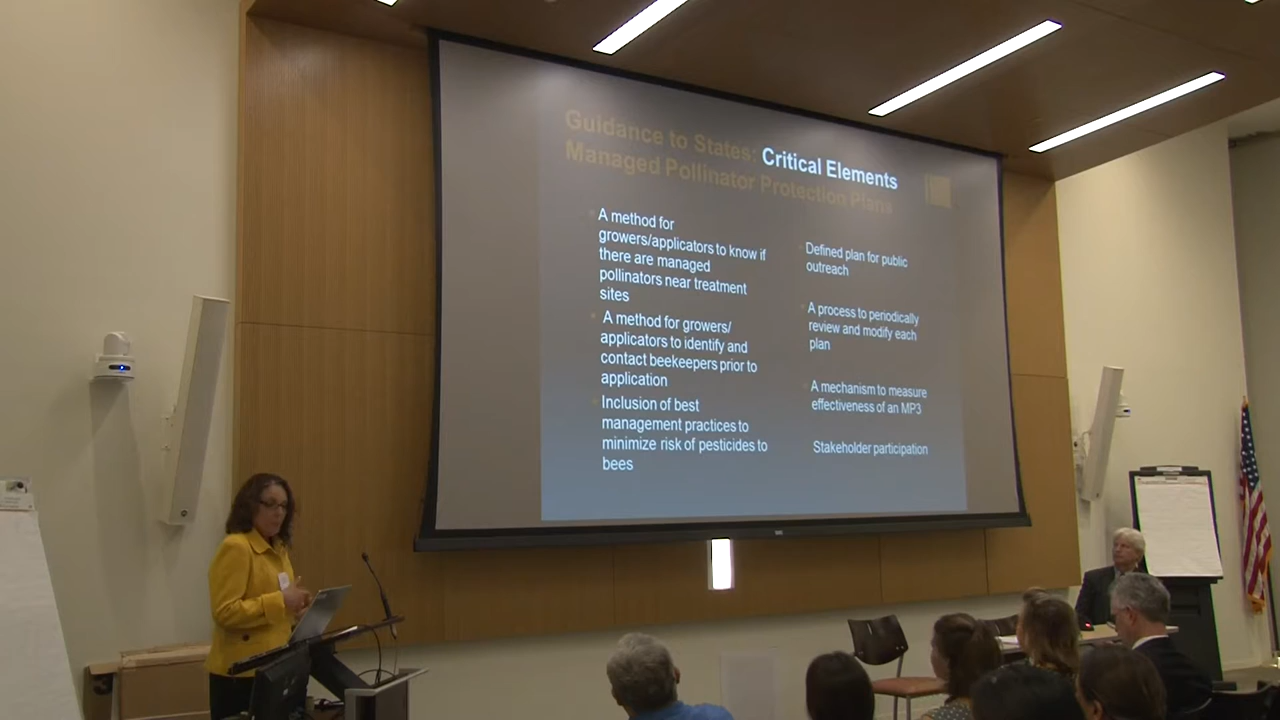 Guidance to States: Critical Elements
Managed Pollinator Protection Plans
A method for
growers/applicators to know if
there are managed
pollinators near treatment
sites
A method for growers/
applicators to identify and
contact beekeepers prior to
application
Inclusion of best
management practices to
minimize risk of pesticides to
bees
Defined plan for public
outreach
A process to periodically
review and modify each
plan
A mechanism to measure
effectiveness of an MP3
Stakeholder participation